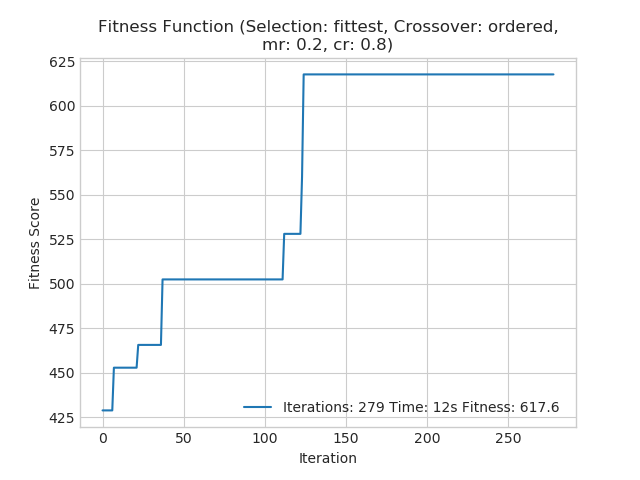 Fitness Function (Selection: fittest, Crossover: ordered,
mr: 0.2, cr: 0.8)
625
600
575
550
525
500
475
450
425
Fitness Score
Iterations: 279 Time: 12s Fitness: 617.6
0 50 100 150 200 250
Iteration